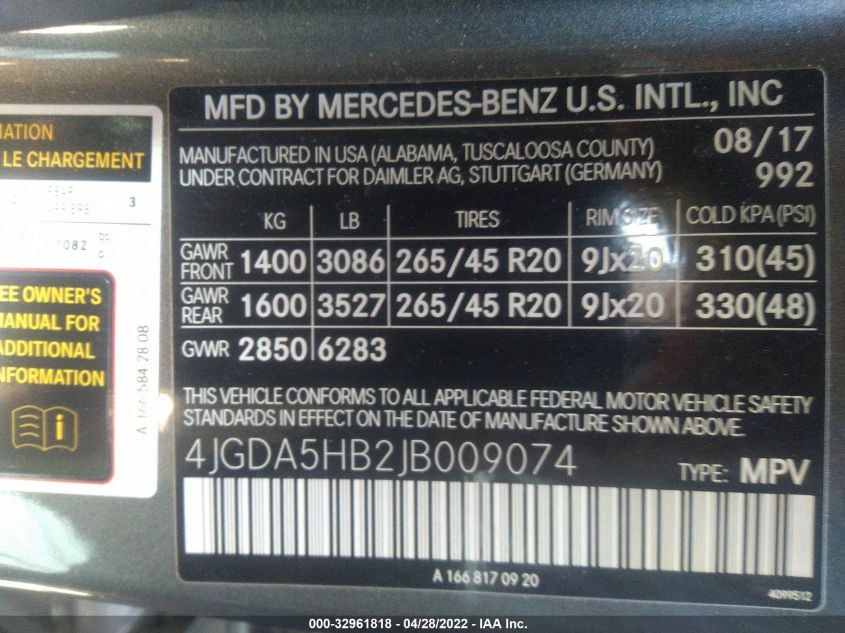 MFD BY MERCEDES-BENZ U.S. INTL., INC
MANUFACTURED IN USA (ALABAMA, TUSCALOOSA COUNTY) 08/17
UNDER CONTRACT FOR DAIMLER AG, STUTTGART (GERMANY) 992
KG LB TIRES RIM SIZE COLD KPA (PSI)
GAWR FRONT 1400 3086 265/45 R20 9Jx20 310(45)
GAWR REAR 1600 3527 265/45 R20 9Jx20 330(48)
GVWR 2850 6283
THIS VEHICLE CONFORMS TO ALL APPLICABLE FEDERAL MOTOR VEHICLE SAFETY
STANDARDS IN EFFECT ON THE DATE OF MANUFACTURE SHOWN ABOVE.
4JGDA5HB2JB009074 TYPE: MPV
A 166 817 09 20
4099512
LE CHARGEMENT
3
OWNER'S
MANUAL FOR
ADDITIONAL
INFORMATION
A 166 584 28 08
000-32961818 - 04/28/2022 - IAA Inc.